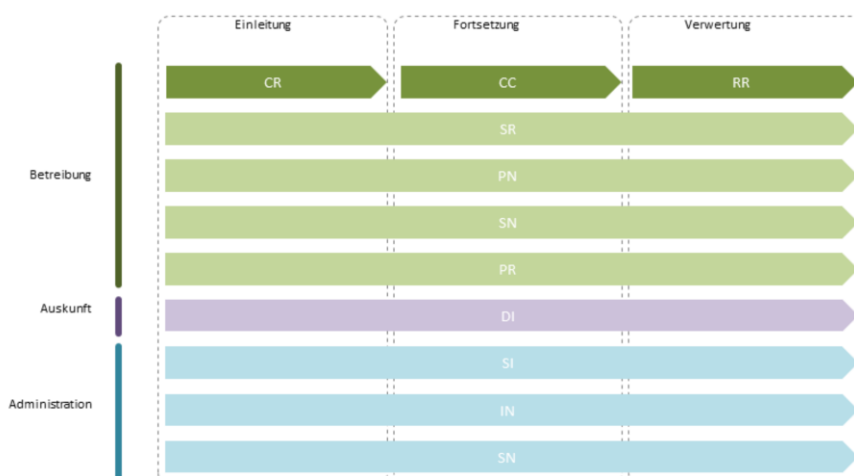 Einleitung Fortsetzung Verwertung
CR CC RR
SR
Betreibung PN
SN
PR
Auskunft DI
SI
Administration IN
SN